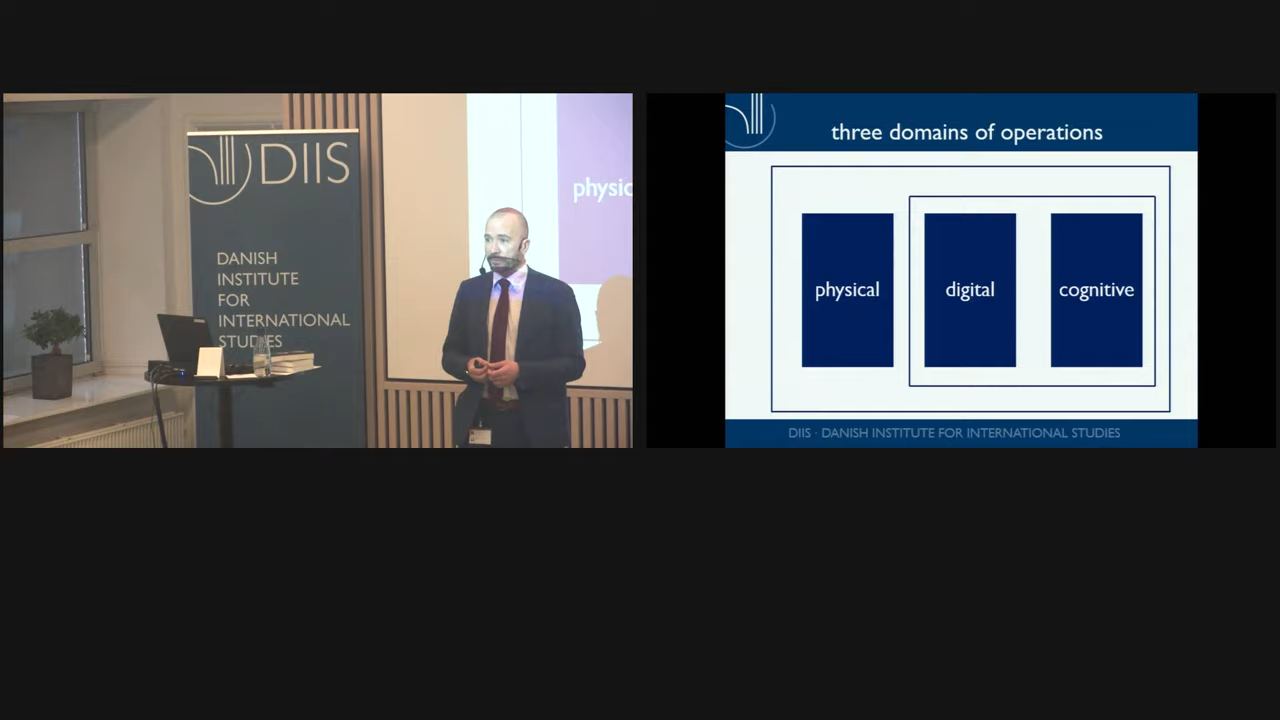 DIIS
DANISH
INSTITUTE
FOR
INTERNATIONAL
STUDIES
physic
three domains of operations
physical
digital
cognitive
DIIS · DANISH INSTITUTE FOR INTERNATIONAL STUDIES